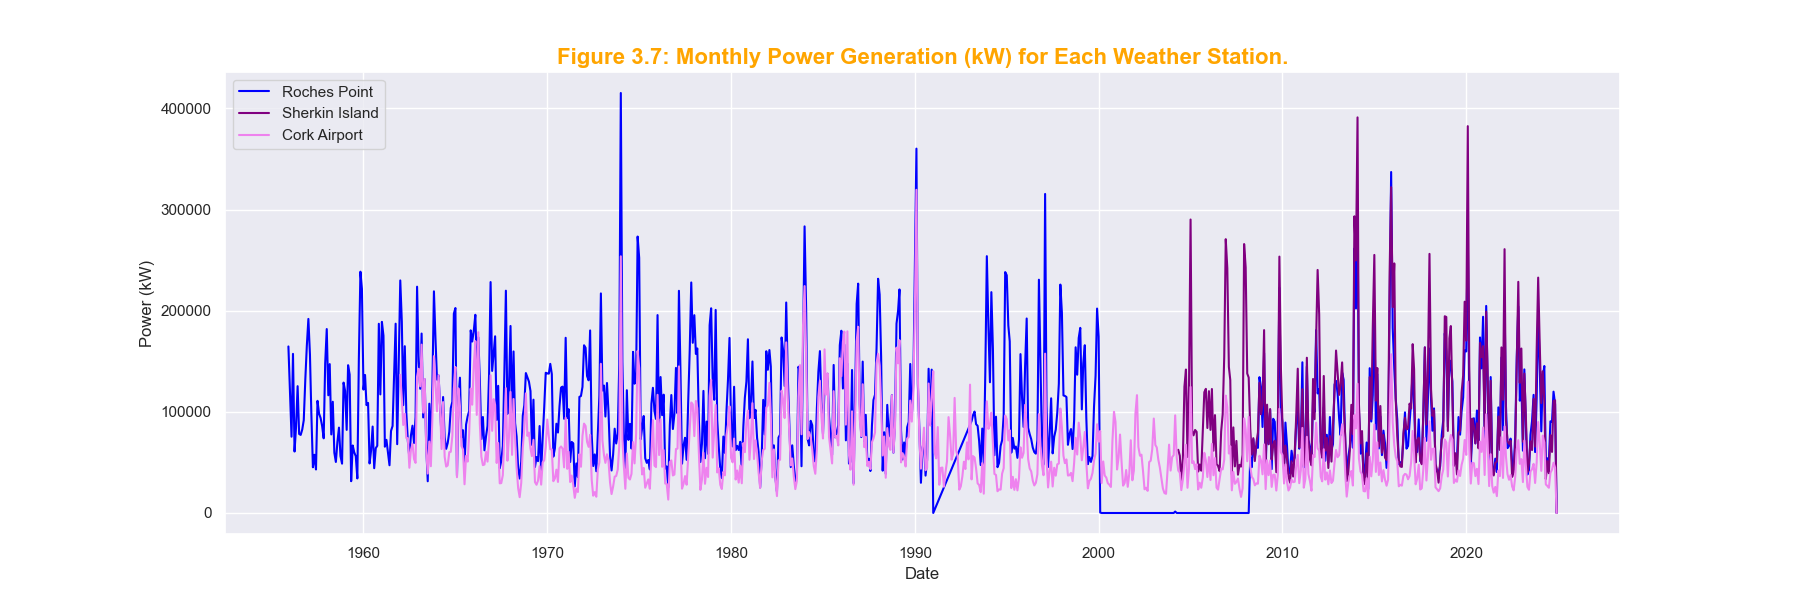 Figure 3.7: Monthly Power Generation (kW) for Each Weather Station.
Roches Point
Sherkin Island
Cork Airport
400000
300000
200000
100000
0
Power (kW)
1960 1970 1980 1990 2000 2010 2020
Date